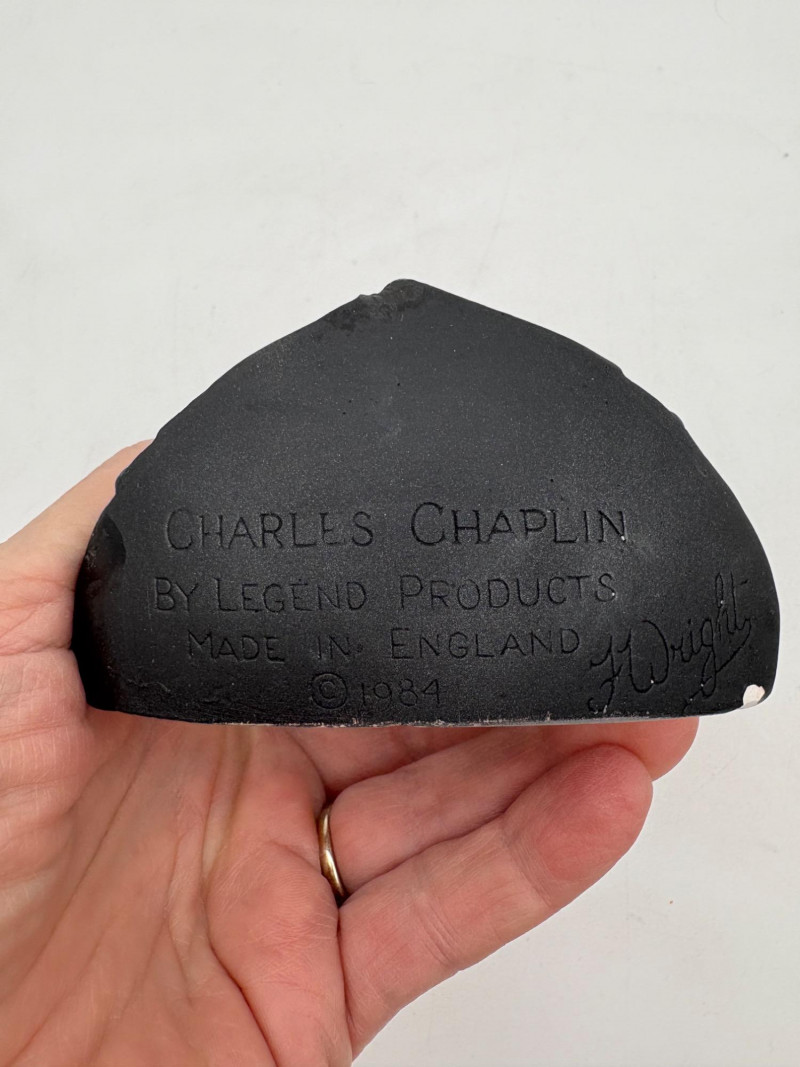 CHARLES CHAPLIN
BY LEGEND PRODUCTS
MADE IN ENGLAND
© 1984
H Wright